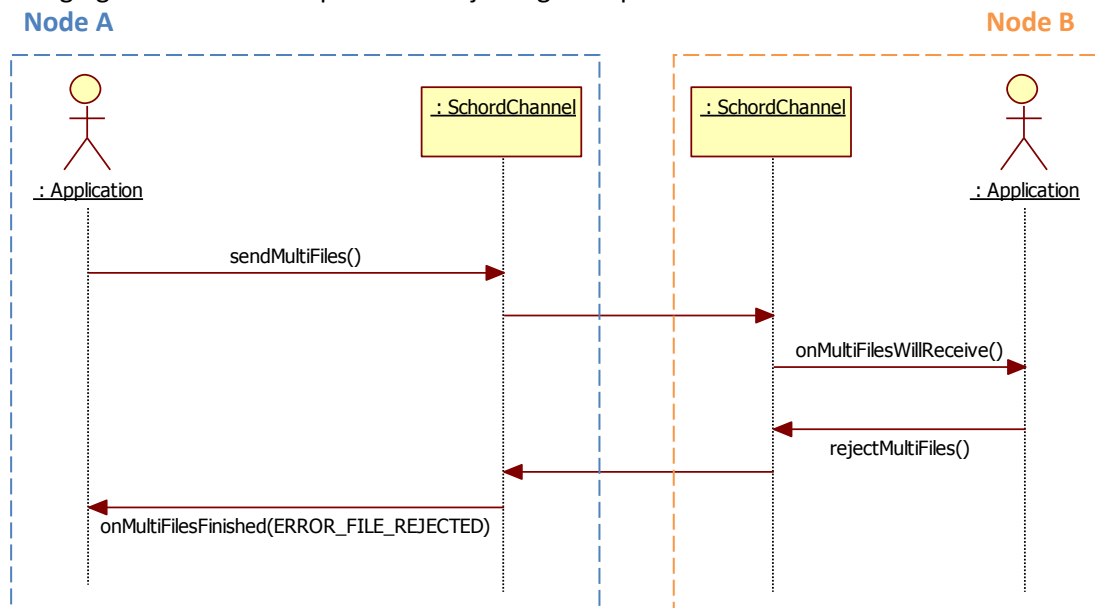 Node A
Node B
: SchordChannel
: SchordChannel
: Application
: Application
sendMultiFiles()
onMultiFilesWillReceive()
rejectMultiFiles()
onMultiFilesFinished(ERROR_FILE_REJECTED)